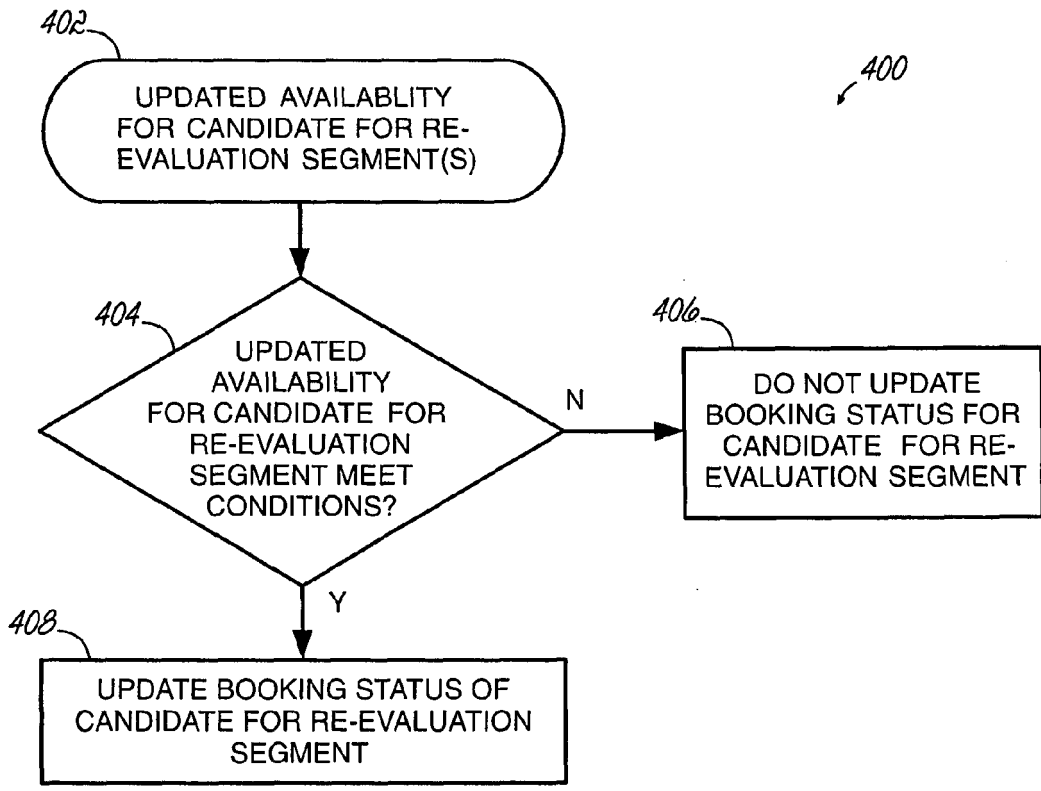 402
UPDATED AVAILABLITY
FOR CANDIDATE FOR RE-
EVALUATION SEGMENT(S)
400
404
UPDATED
AVAILABILITY
FOR CANDIDATE FOR
RE-EVALUATION
SEGMENT MEET
CONDITIONS?
N
406
DO NOT UPDATE
BOOKING STATUS FOR
CANDIDATE FOR RE-
EVALUATION SEGMENT
Y
408
UPDATE BOOKING STATUS OF
CANDIDATE FOR RE-EVALUATION
SEGMENT